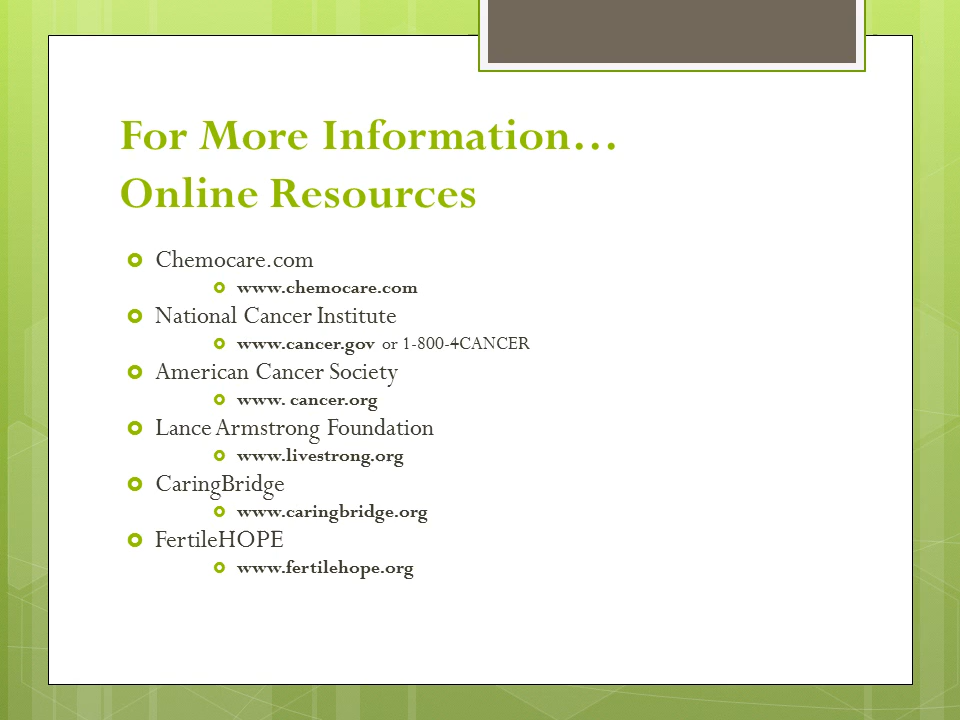 For More Information…
Online Resources
Chemocare.com
www.chemocare.com
National Cancer Institute
www.cancer.gov or 1-800-4CANCER
American Cancer Society
www. cancer.org
Lance Armstrong Foundation
www.livestrong.org
CaringBridge
www.caringbridge.org
FertileHOPE
www.fertilehope.org